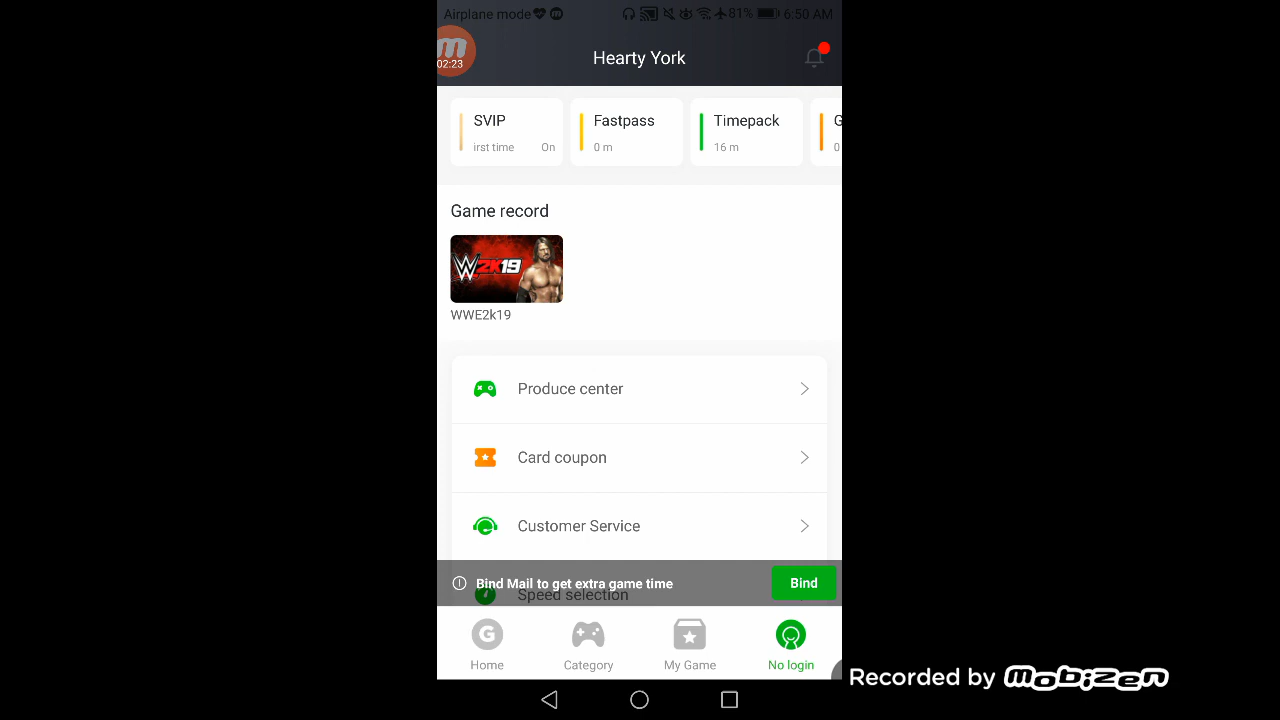 Airplane mode 81% 6:50 AM
02:23
Hearty York
SVIP Fastpass Timepack G
irst time On 0 m 16 m 0
Game record
W2K19
WWE2k19
Produce center
Card coupon
Customer Service
Bind Mail to get extra game time Bind
Speed selection
Home Category My Game No login
Recorded by mobizen